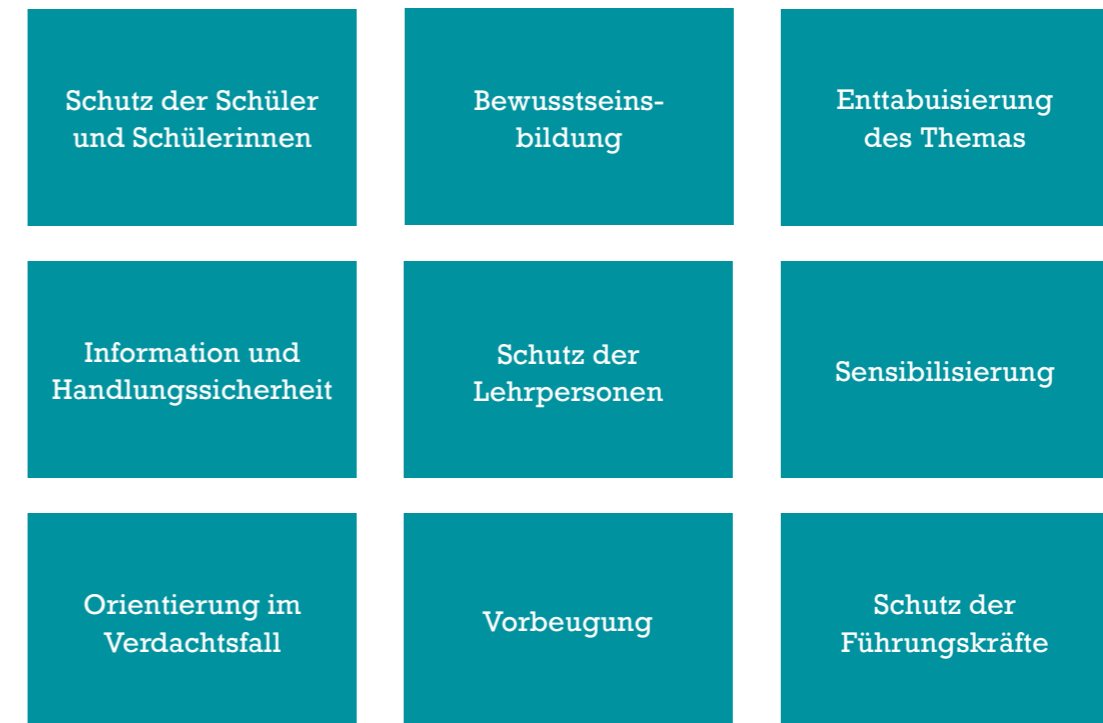 Schutz der Schüler
und Schülerinnen
Bewusstseins-
bildung
Enttabuisierung
des Themas
Information und
Handlungssicherheit
Schutz der
Lehrpersonen
Sensibilisierung
Orientierung im
Verdachtsfall
Vorbeugung
Schutz der
Führungskräfte